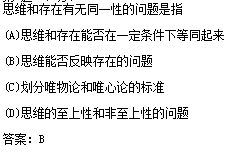 思维和存在有无同一性的问题是指
(A)思维和存在能否在一定条件下等同起来
(B)思维能否反映存在的问题
(C)划分唯物论和唯心论的标准
(D)思维的至上性和非至上性的问题
答案：B